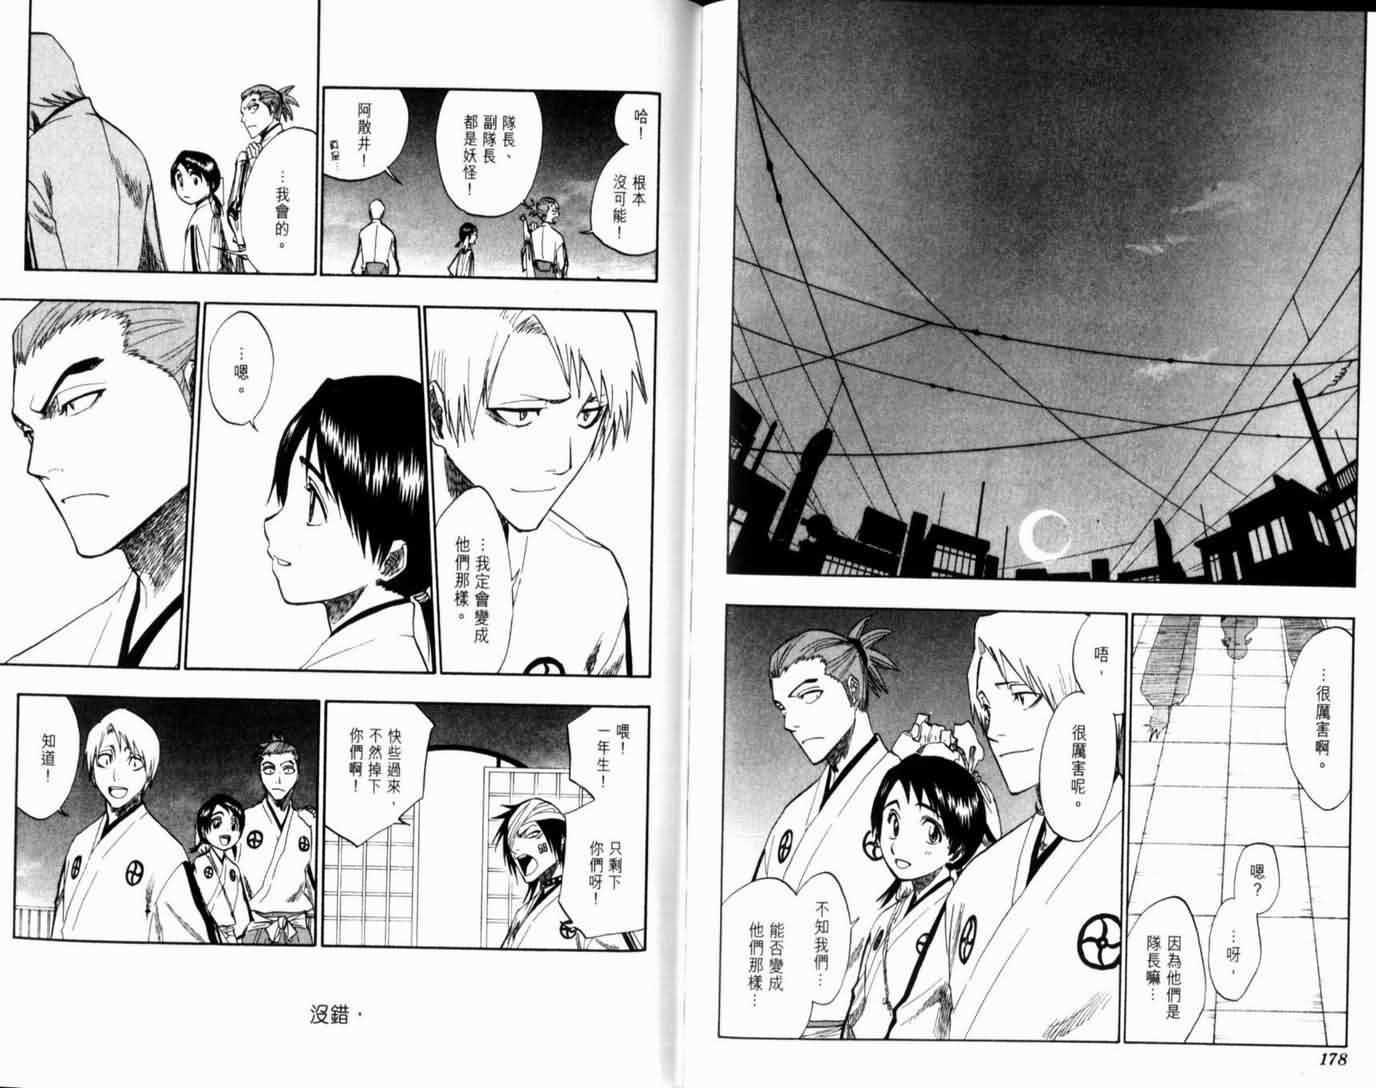 …很厲害啊。
嗯？
…呀，
因為他們是
隊長嘛…
唔，
很厲害呢。
不知我們…
能否變成
他們那樣…
178
哈！
根本
沒可能！
隊長、
副隊長
都是妖怪！
阿散井！
…我會的。
…我定會變成
他們那樣。
…嗯。
喂！
一年生！
只剩下
你們呀！
快些過來，
不然掉下
你們啊！
知道！
沒錯．